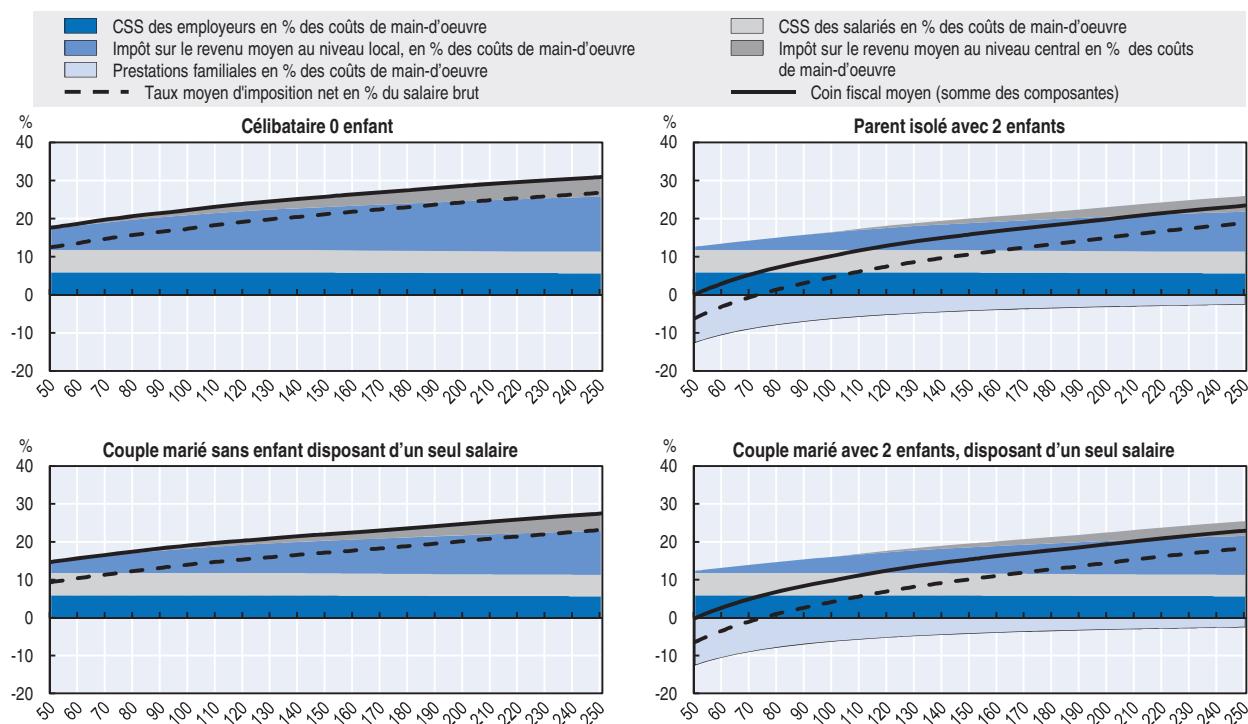 CSS des employeurs en % des coûts de main-d'oeuvre
Impôt sur le revenu moyen au niveau local, en % des coûts de main-d'oeuvre
Prestations familiales en % des coûts de main-d'oeuvre
Taux moyen d'imposition net en % du salaire brut
CSS des salariés en % des coûts de main-d'oeuvre
Impôt sur le revenu moyen au niveau central en % des coûts
de main-d'oeuvre
Coin fiscal moyen (somme des composantes)
%
Célibataire 0 enfant
40
30
20
10
0
-10
-20
50 60 70 80 90 100 110 120 130 140 150 160 170 180 190 200 210 220 230 240 250
%
Parent isolé avec 2 enfants
40
30
20
10
0
-10
-20
50 60 70 80 90 100 110 120 130 140 150 160 170 180 190 200 210 220 230 240 250
%
Couple marié sans enfant disposant d’un seul salaire
40
30
20
10
0
-10
-20
50 60 70 80 90 100 110 120 130 140 150 160 170 180 190 200 210 220 230 240 250
%
Couple marié avec 2 enfants, disposant d’un seul salaire
40
30
20
10
0
-10
-20
50 60 70 80 90 100 110 120 130 140 150 160 170 180 190 200 210 220 230 240 250